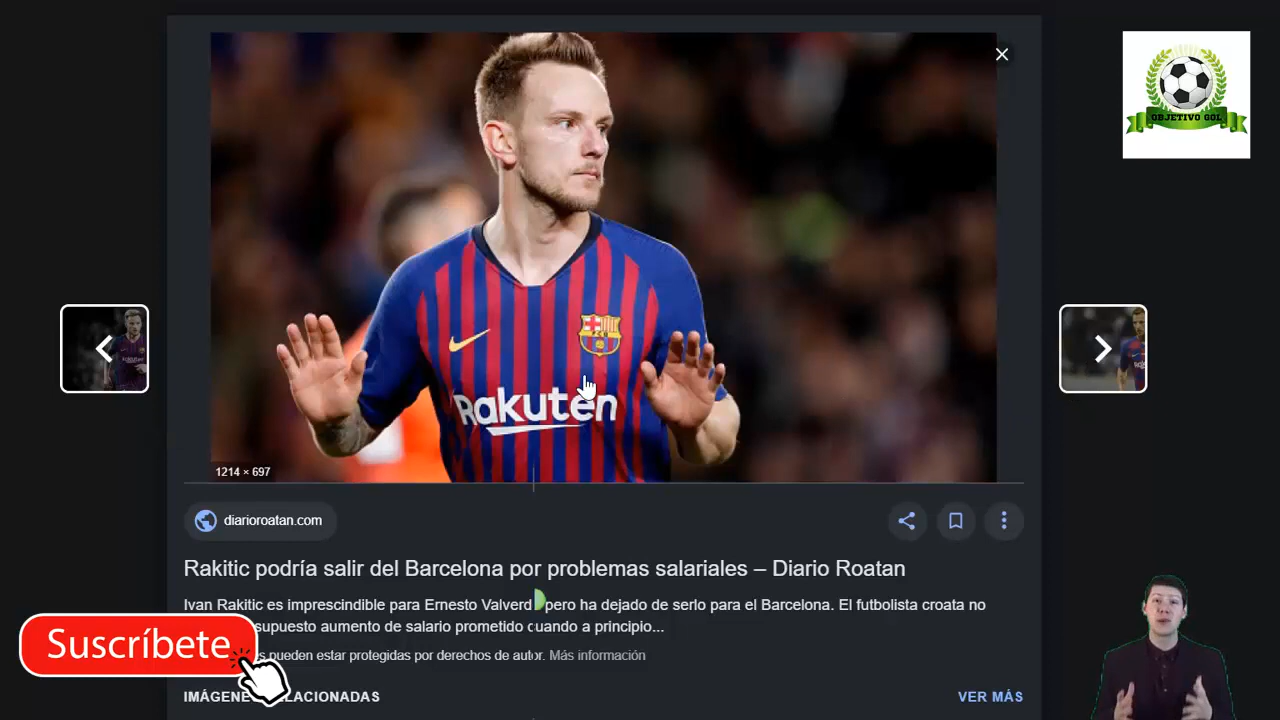 OBJETIVO GOL
Rakuten
1214 × 697
diarioroatan.com
Rakitic podría salir del Barcelona por problemas salariales – Diario Roatan
Ivan Rakitic es imprescindible para Ernesto Valverd pero ha dejado de serlo para el Barcelona. El futbolista croata no
supuesto aumento de salario prometido cuando a principio...
Suscríbete
s pueden estar protegidas por derechos de autor. Más información
IMÁGENE LACIONADAS
VER MÁS